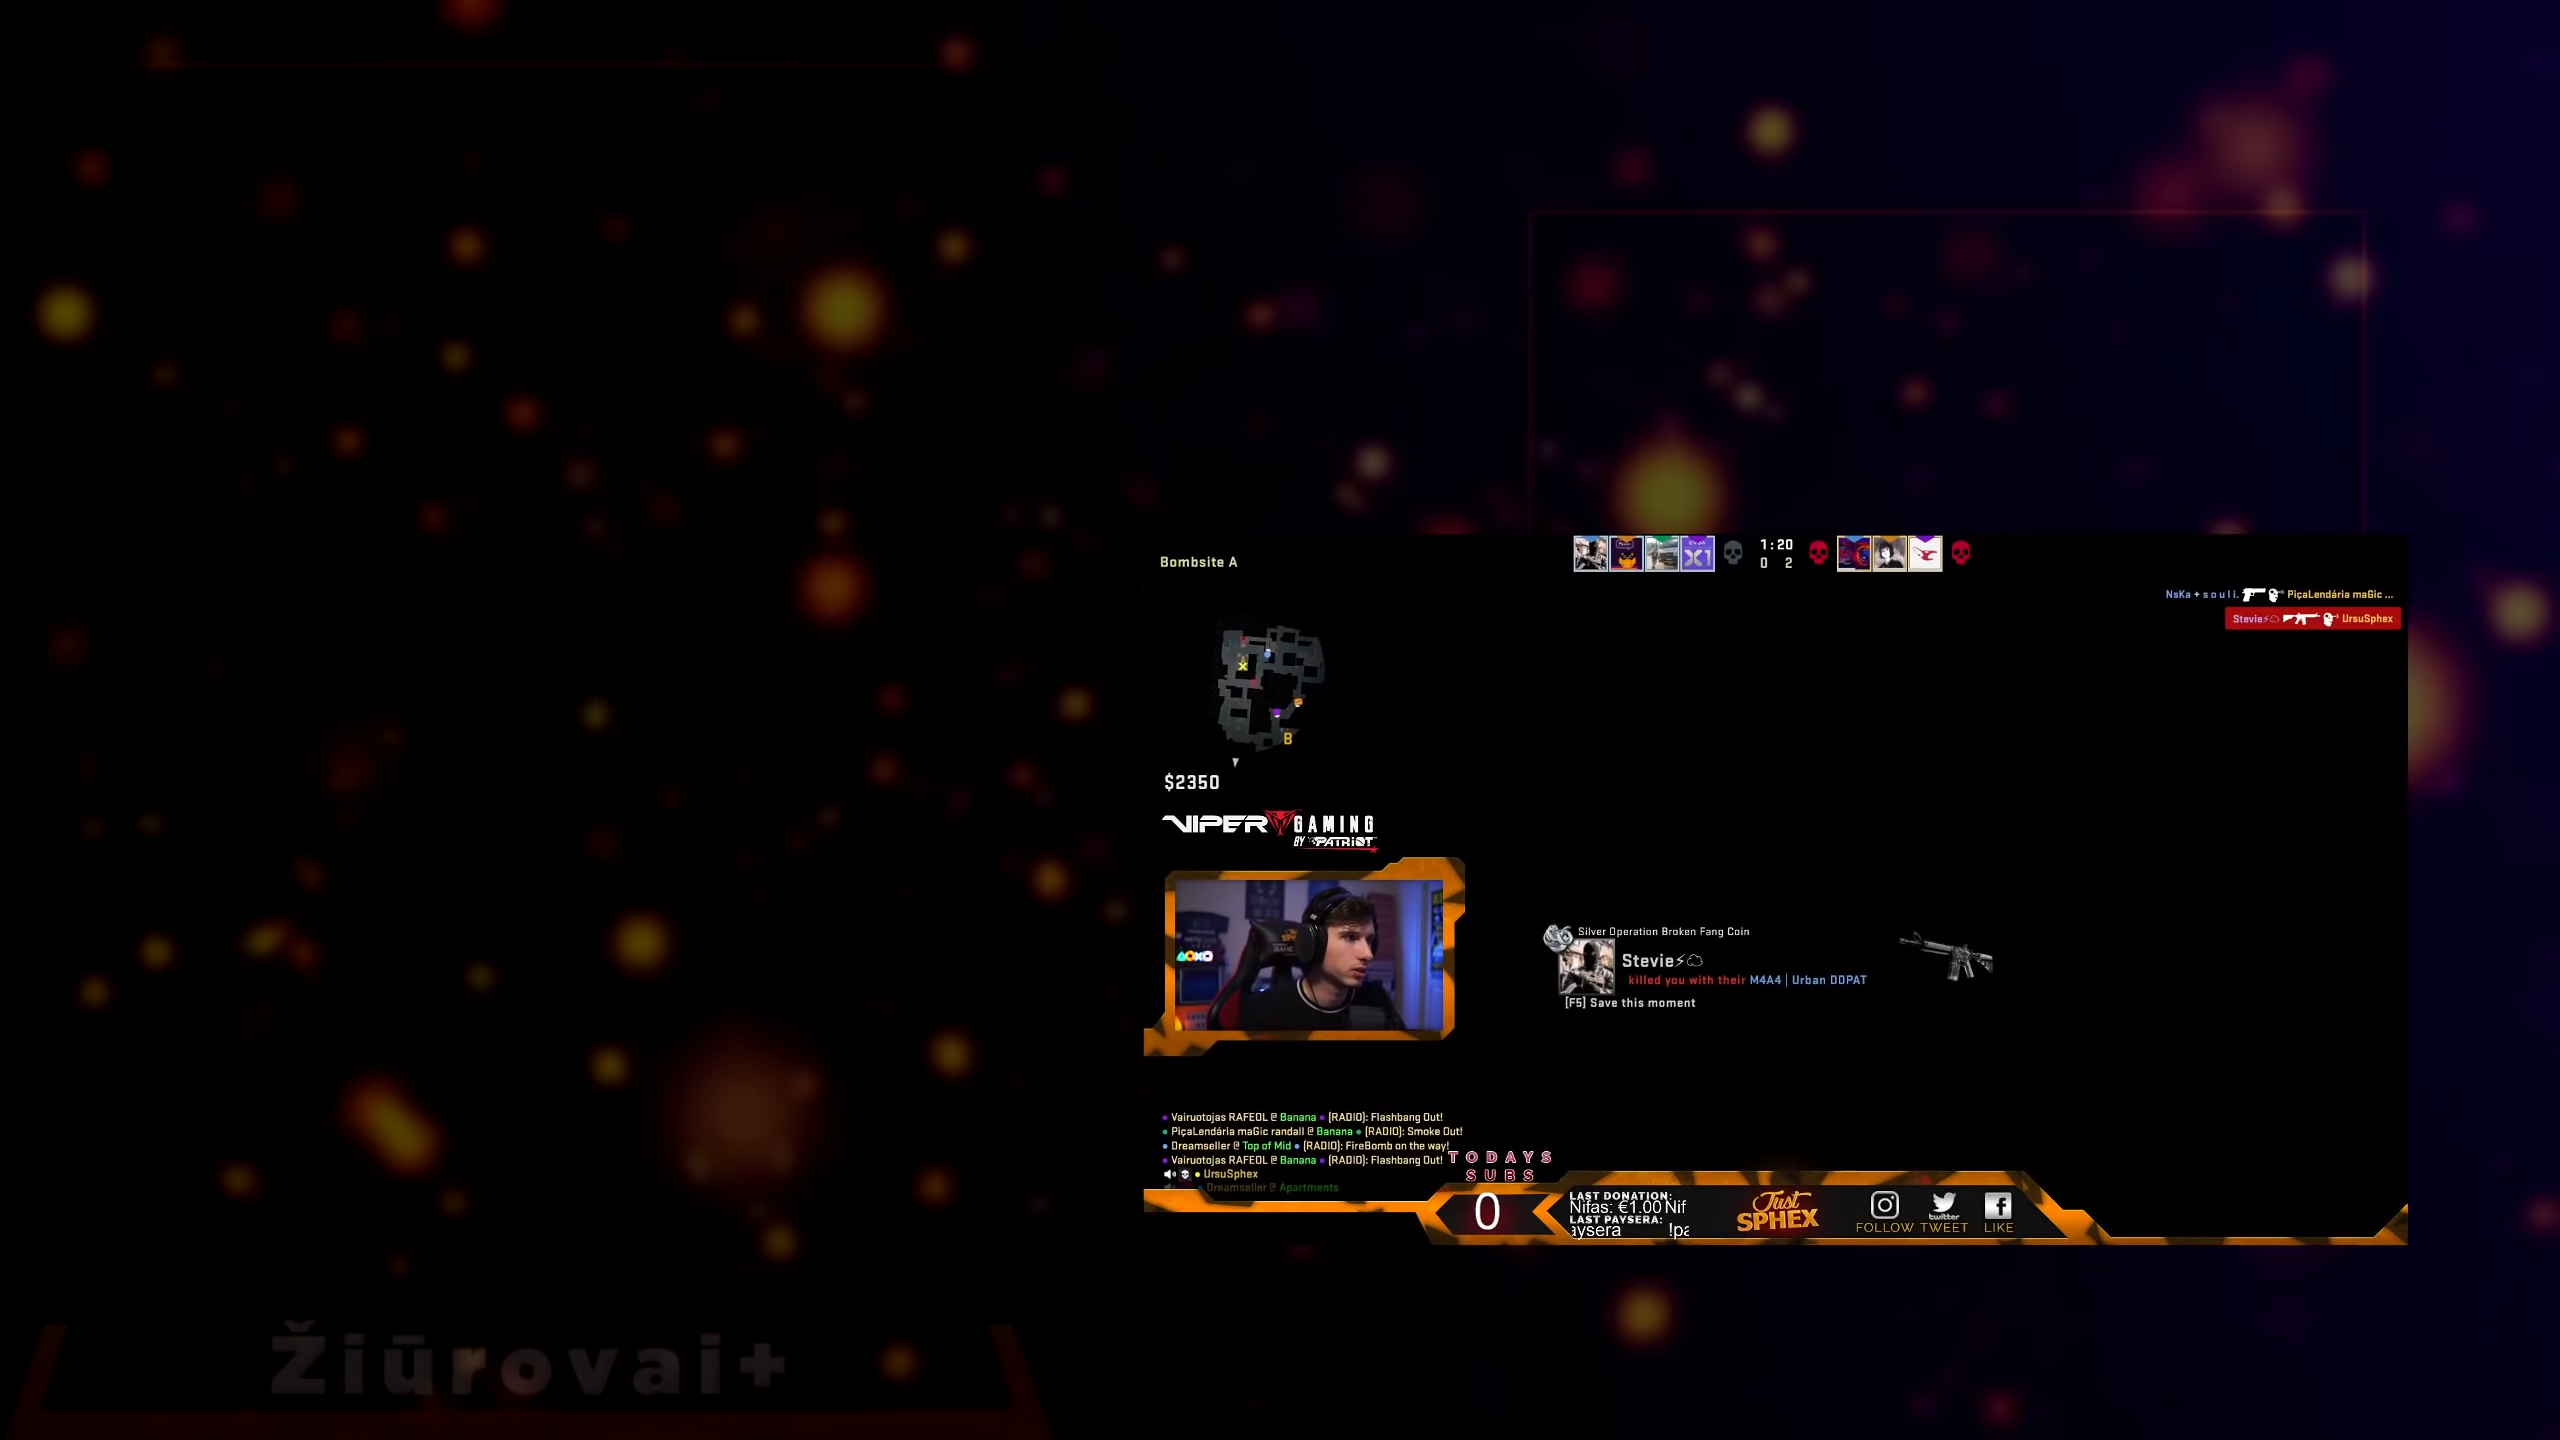 Bombsite A
1:20
0 2
NsKa + s o u l i. PiçaLendária maGic ...
Stevie⚡☁ UrsuSphex
B
$2350
VIPER GAMING
BY PATRIOT
Silver Operation Broken Fang Coin
Stevie⚡☁
killed you with their M4A4 | Urban DDPAT
[F5] Save this moment
• Vairuotojas RAFEOL @ Banana • (RADIO): Flashbang Out!
• PiçaLendária maGic randall @ Banana • (RADIO): Smoke Out!
• Dreamseller @ Top of Mid • (RADIO): FireBomb on the way!
• Vairuotojas RAFEOL @ Banana • (RADIO): Flashbang Out!
• UrsuSphex
• Dreamseller @ Apartments
TODAYS
SUBS
0
LAST DONATION:
Nifas: €1.00 Nif
LAST PAYSERA:
aysera !pa
Just
SPHEX
twitter
FOLLOW TWEET LIKE
Žiūrovai+